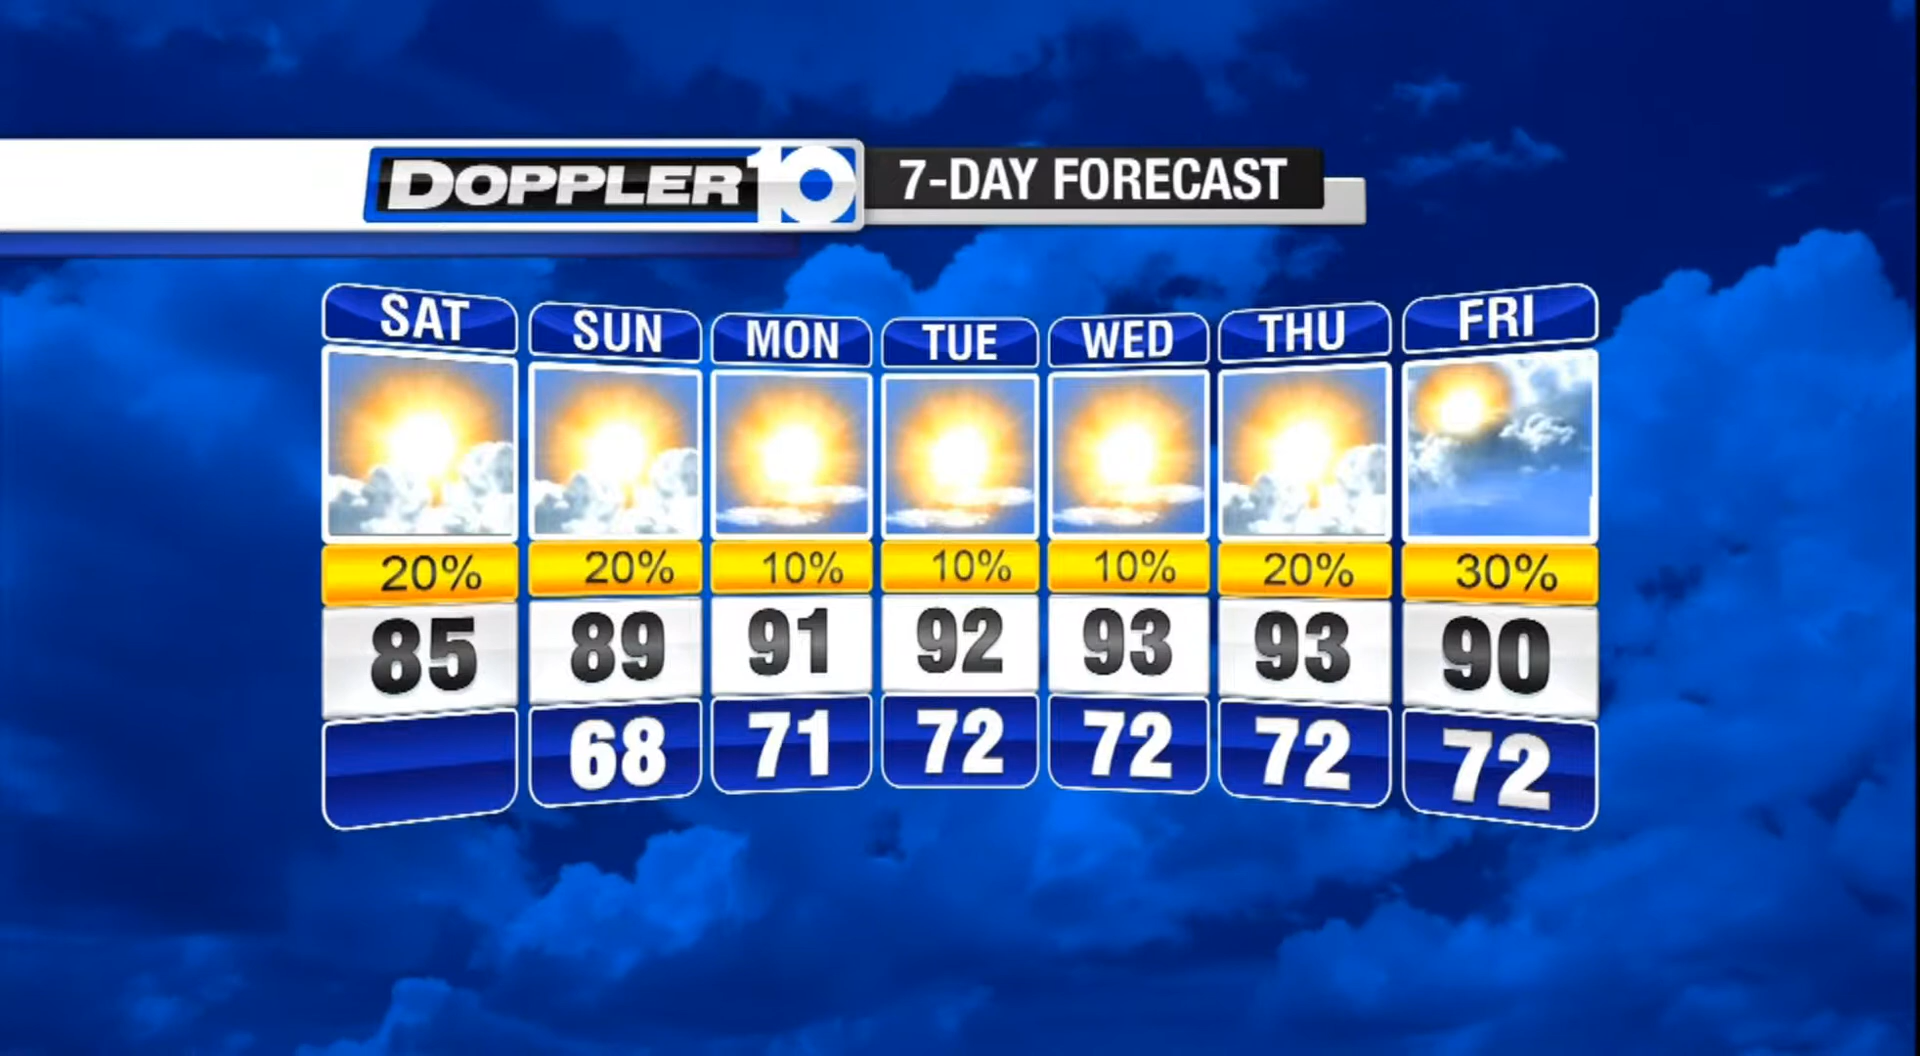 DOPPLER 10 7-DAY FORECAST
SAT SUN MON TUE WED THU FRI
20% 20% 10% 10% 10% 20% 30%
85 89 91 92 93 93 90
68 71 72 72 72 72